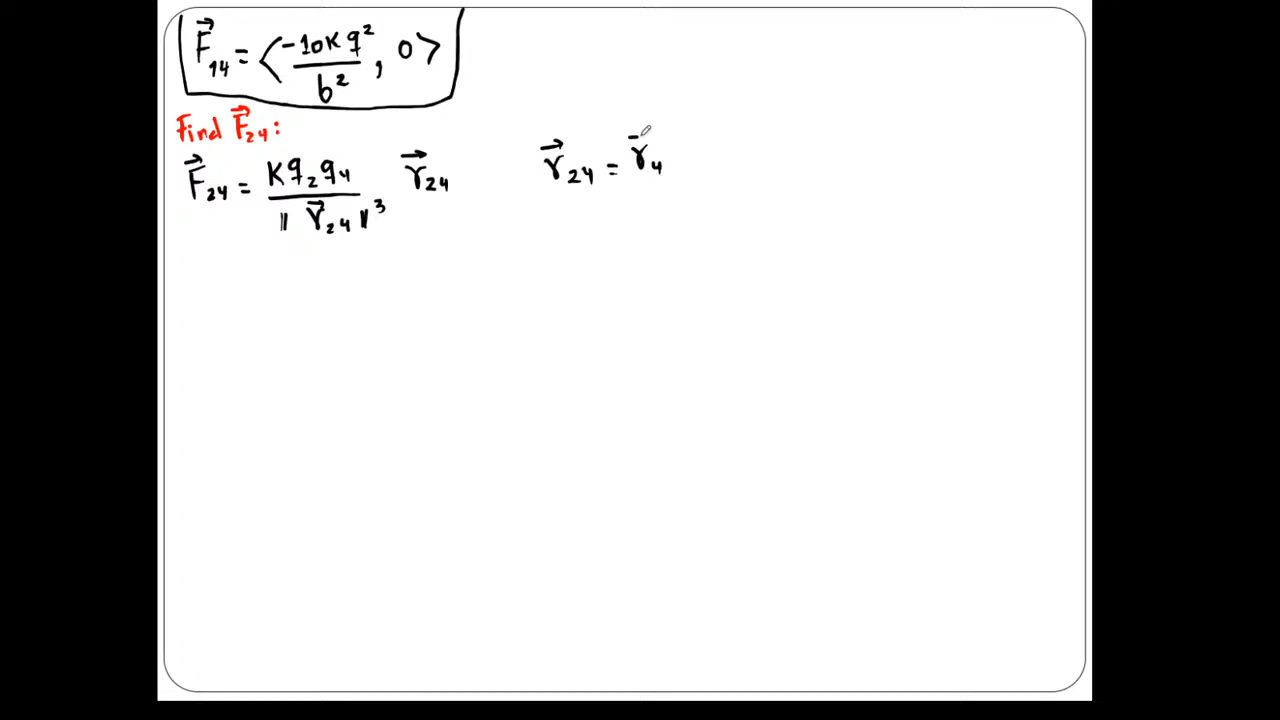 F⃗₁₄ = ⟨ -10Kq² / b² , 0 ⟩
Find F⃗₂₄:
F⃗₂₄ = Kq₂q₄ / ‖r⃗₂₄‖³ r⃗₂₄
r⃗₂₄ = r⃗₄